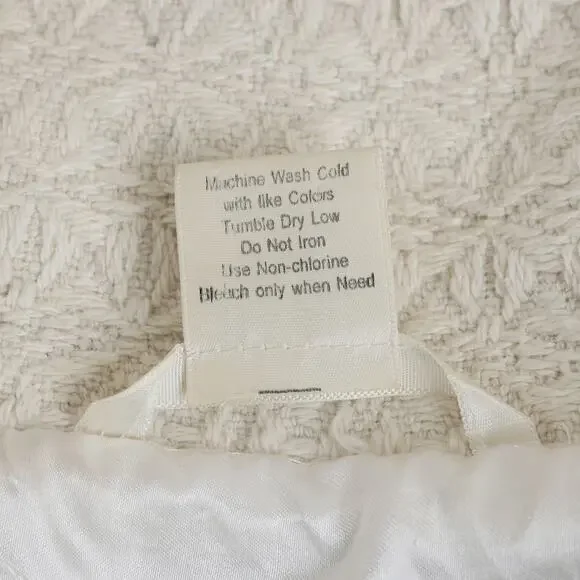 Machine Wash Cold
with like Colors
Tumble Dry Low
Do Not Iron
Use Non-chlorine
Bleach only when Need